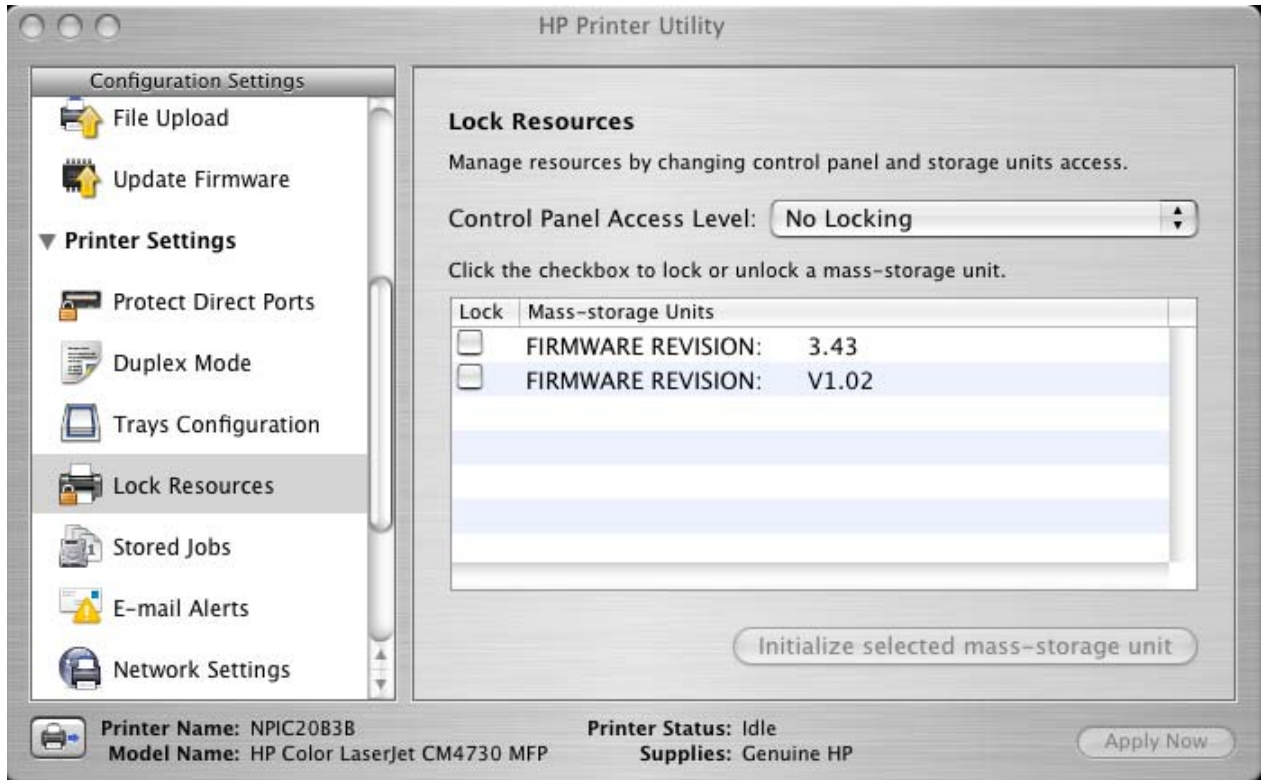 HP Printer Utility
Configuration Settings
File Upload
Update Firmware
Printer Settings
Protect Direct Ports
Duplex Mode
Trays Configuration
Lock Resources
Stored Jobs
E-mail Alerts
Network Settings
Lock Resources
Manage resources by changing control panel and storage units access.
Control Panel Access Level: No Locking
Click the checkbox to lock or unlock a mass-storage unit.
Lock Mass-storage Units
FIRMWARE REVISION: 3.43
FIRMWARE REVISION: V1.02
Initialize selected mass-storage unit
Printer Name: NPIC20B3B Printer Status: Idle
Model Name: HP Color LaserJet CM4730 MFP Supplies: Genuine HP
Apply Now